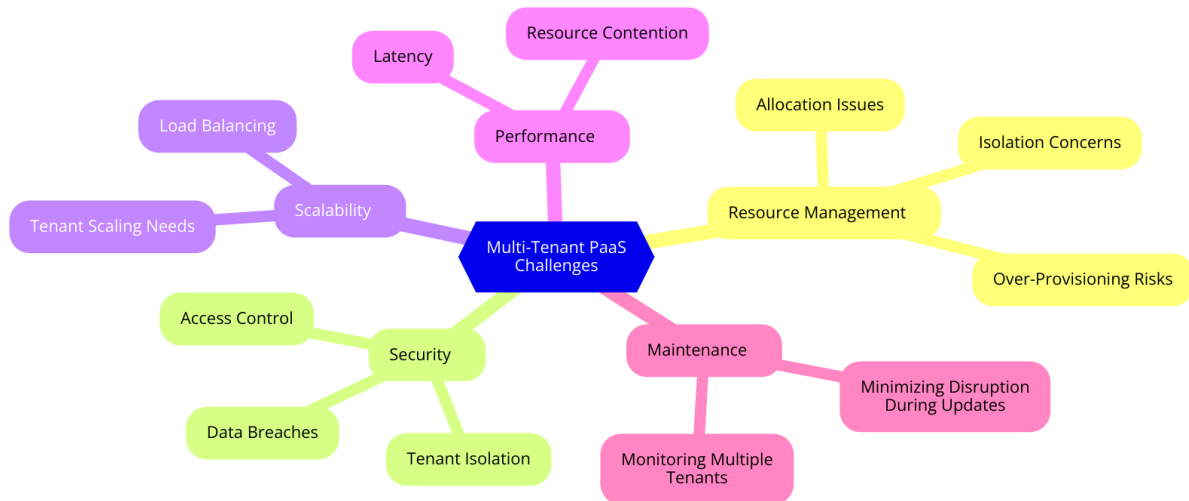 Resource Contention
Latency
Performance
Allocation Issues
Isolation Concerns
Resource Management
Over-Provisioning Risks
Load Balancing
Scalability
Tenant Scaling Needs
Multi-Tenant PaaS
Challenges
Access Control
Security
Data Breaches
Tenant Isolation
Maintenance
Minimizing Disruption
During Updates
Monitoring Multiple
Tenants